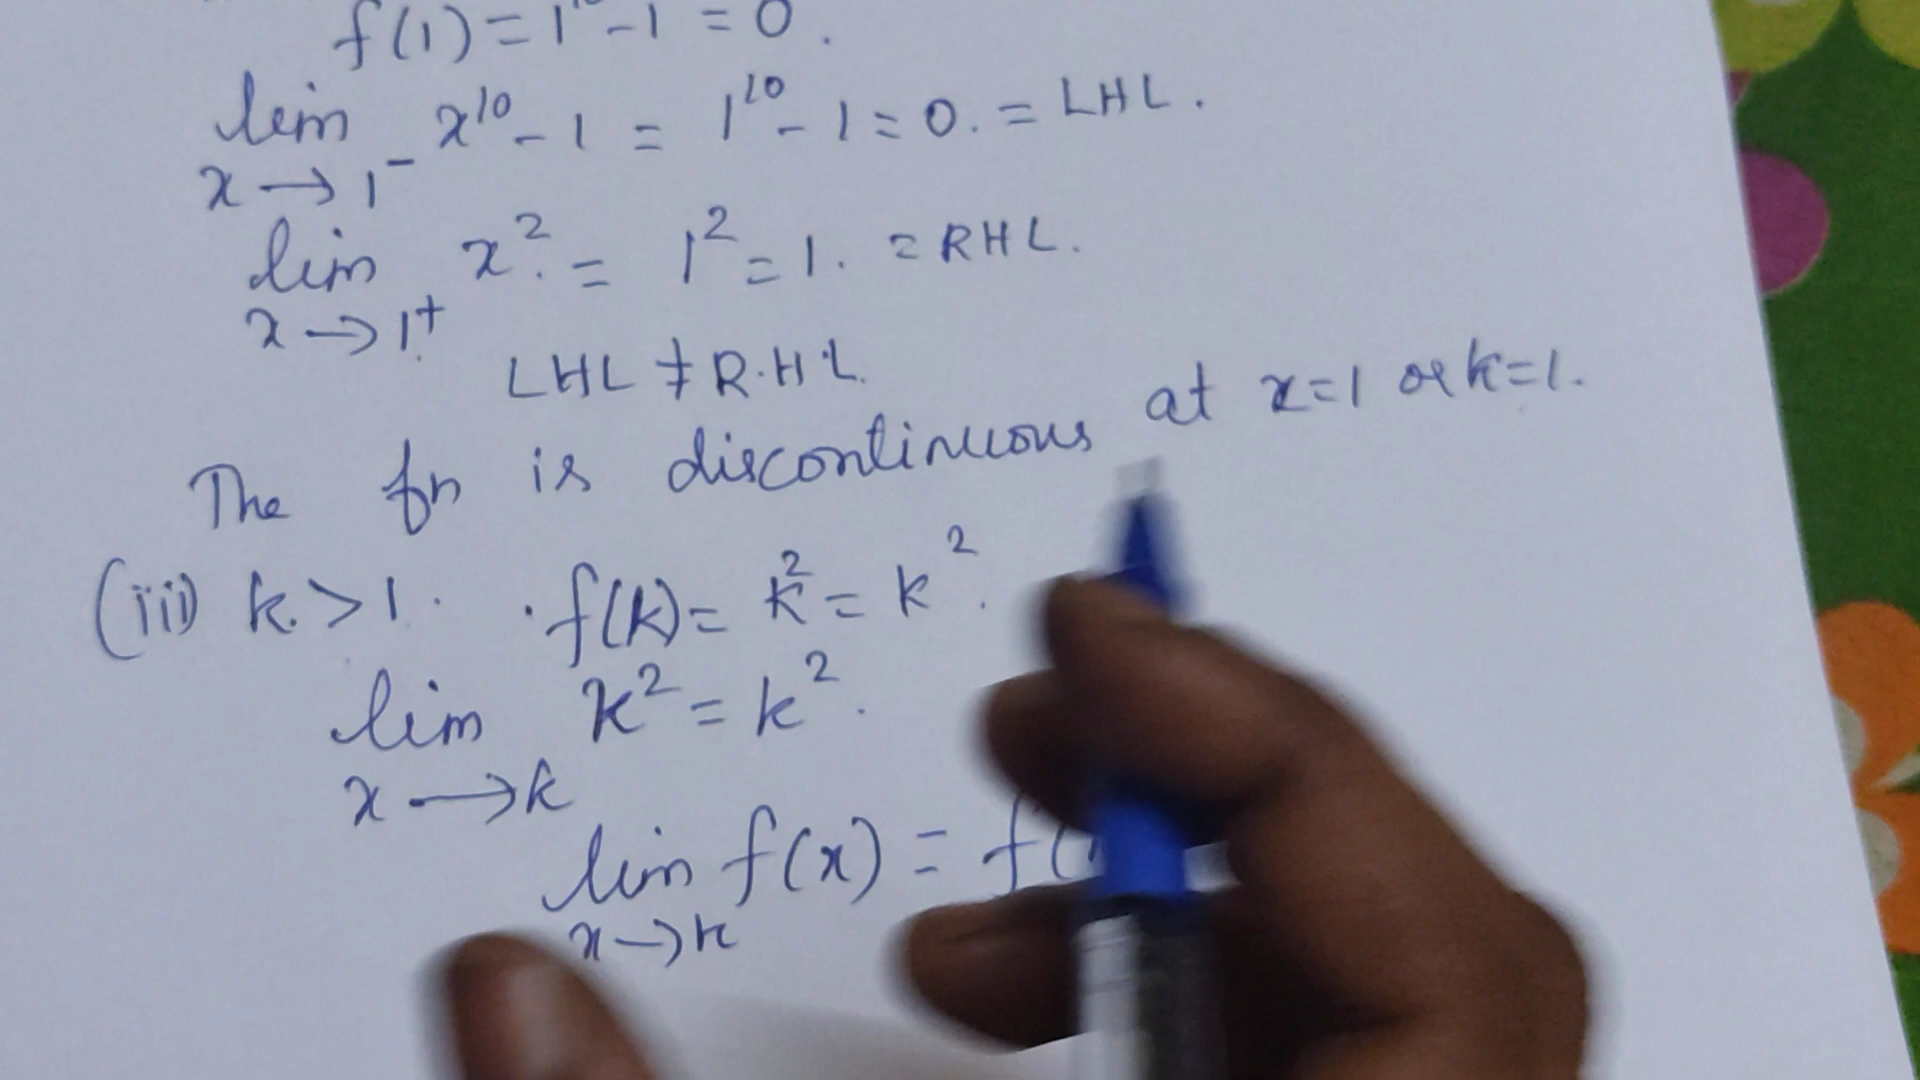 f(1) = 1¹⁰ - 1 = 0.
lim x¹⁰ - 1 = 1¹⁰ - 1 = 0. = LHL.
x → 1⁻
lim x². = 1² = 1. = RHL.
x → 1⁺
LHL ≠ R.H.L.
The fn is discontinuous at x=1 or k=1.
(iii) k > 1. f(k) = k² = k².
lim k² = k².
x → k
lim f(x) = f(
x → k